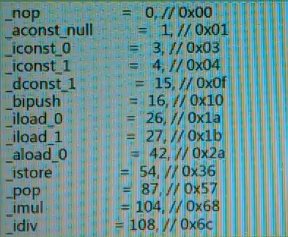 _nop = 0, // 0x00
_aconst_null = 1, // 0x01
_iconst_0 = 3, // 0x03
_iconst_1 = 4, // 0x04
_dconst_1 = 15, // 0x0f
_bipush = 16, // 0x10
_iload_0 = 26, // 0x1a
_iload_1 = 27, // 0x1b
_aload_0 = 42, // 0x2a
_istore = 54, // 0x36
_pop = 87, // 0x57
_imul = 104, // 0x68
_idiv = 108, // 0x6c